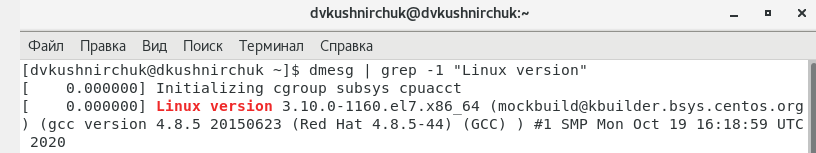 dvkushnirchuk@dvkushnirchuk:~
Файл Правка Вид Поиск Терминал Справка
[dvkushnirchuk@dkushnirchuk ~]$ dmesg | grep -1 "Linux version"
[    0.000000] Initializing cgroup subsys cpuacct
[    0.000000] Linux version 3.10.0-1160.el7.x86_64 (mockbuild@kbuilder.bsys.centos.org
) (gcc version 4.8.5 20150623 (Red Hat 4.8.5-44) (GCC) ) #1 SMP Mon Oct 19 16:18:59 UTC
 2020